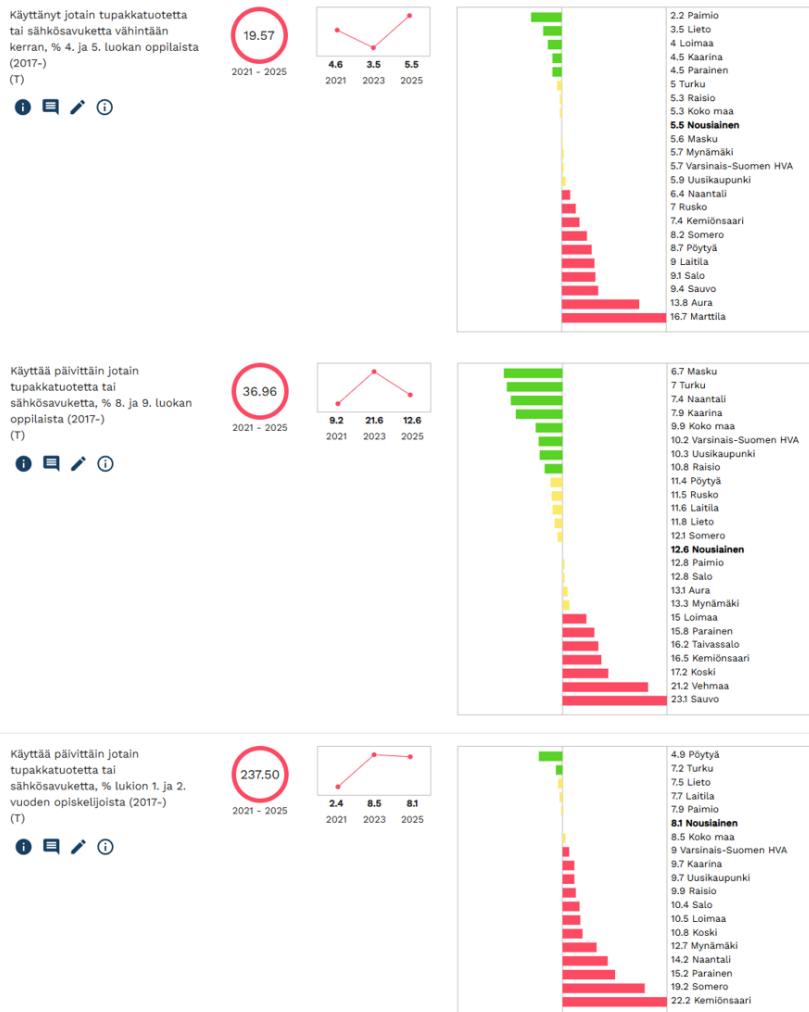 Käyttänyt jotain tupakkatuotetta
tai sähkösavuketta vähintään
kerran, % 4. ja 5. luokan oppilaista
(2017-)
(T)
19.57
2021 - 2025
4.6 3.5 5.5
2021 2023 2025
2.2 Paimio
3.5 Lieto
4 Loimaa
4.5 Kaarina
4.5 Parainen
5 Turku
5.3 Raisio
5.3 Koko maa
5.5 Nousiainen
5.6 Masku
5.7 Mynämäki
5.7 Varsinais-Suomen HVA
5.9 Uusikaupunki
6.4 Naantali
7 Rusko
7.4 Kemiönsaari
8.2 Somero
8.7 Pöytyä
9 Laitila
9.1 Salo
9.4 Sauvo
13.8 Aura
16.7 Marttila
Käyttää päivittäin jotain
tupakkatuotetta tai
sähkösavuketta, % 8. ja 9. luokan
oppilaista (2017-)
(T)
36.96
2021 - 2025
9.2 21.6 12.6
2021 2023 2025
6.7 Masku
7 Turku
7.4 Naantali
7.9 Kaarina
9.9 Koko maa
10.2 Varsinais-Suomen HVA
10.3 Uusikaupunki
10.8 Raisio
11.4 Pöytyä
11.5 Rusko
11.6 Laitila
11.8 Lieto
12.1 Somero
12.6 Nousiainen
12.8 Paimio
12.8 Salo
13.1 Aura
13.3 Mynämäki
15 Loimaa
15.8 Parainen
16.2 Taivassalo
16.5 Kemiönsaari
17.2 Koski
21.2 Vehmaa
23.1 Sauvo
Käyttää päivittäin jotain
tupakkatuotetta tai
sähkösavuketta, % lukion 1. ja 2.
vuoden opiskelijoista (2017-)
(T)
237.50
2021 - 2025
2.4 8.5 8.1
2021 2023 2025
4.9 Pöytyä
7.2 Turku
7.5 Lieto
7.7 Laitila
7.9 Paimio
8.1 Nousiainen
8.5 Koko maa
9 Varsinais-Suomen HVA
9.7 Kaarina
9.7 Uusikaupunki
9.9 Raisio
10.4 Salo
10.5 Loimaa
10.8 Koski
12.7 Mynämäki
14.2 Naantali
15.2 Parainen
19.2 Somero
22.2 Kemiönsaari